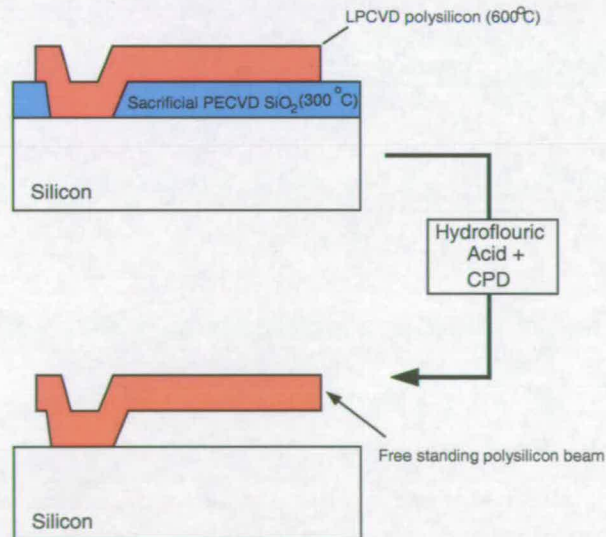 LPCVD polysilicon (600°C)
Sacrificial PECVD SiO2 (300 °C)
Silicon
Hydroflouric
Acid +
CPD
Free standing polysilicon beam
Silicon